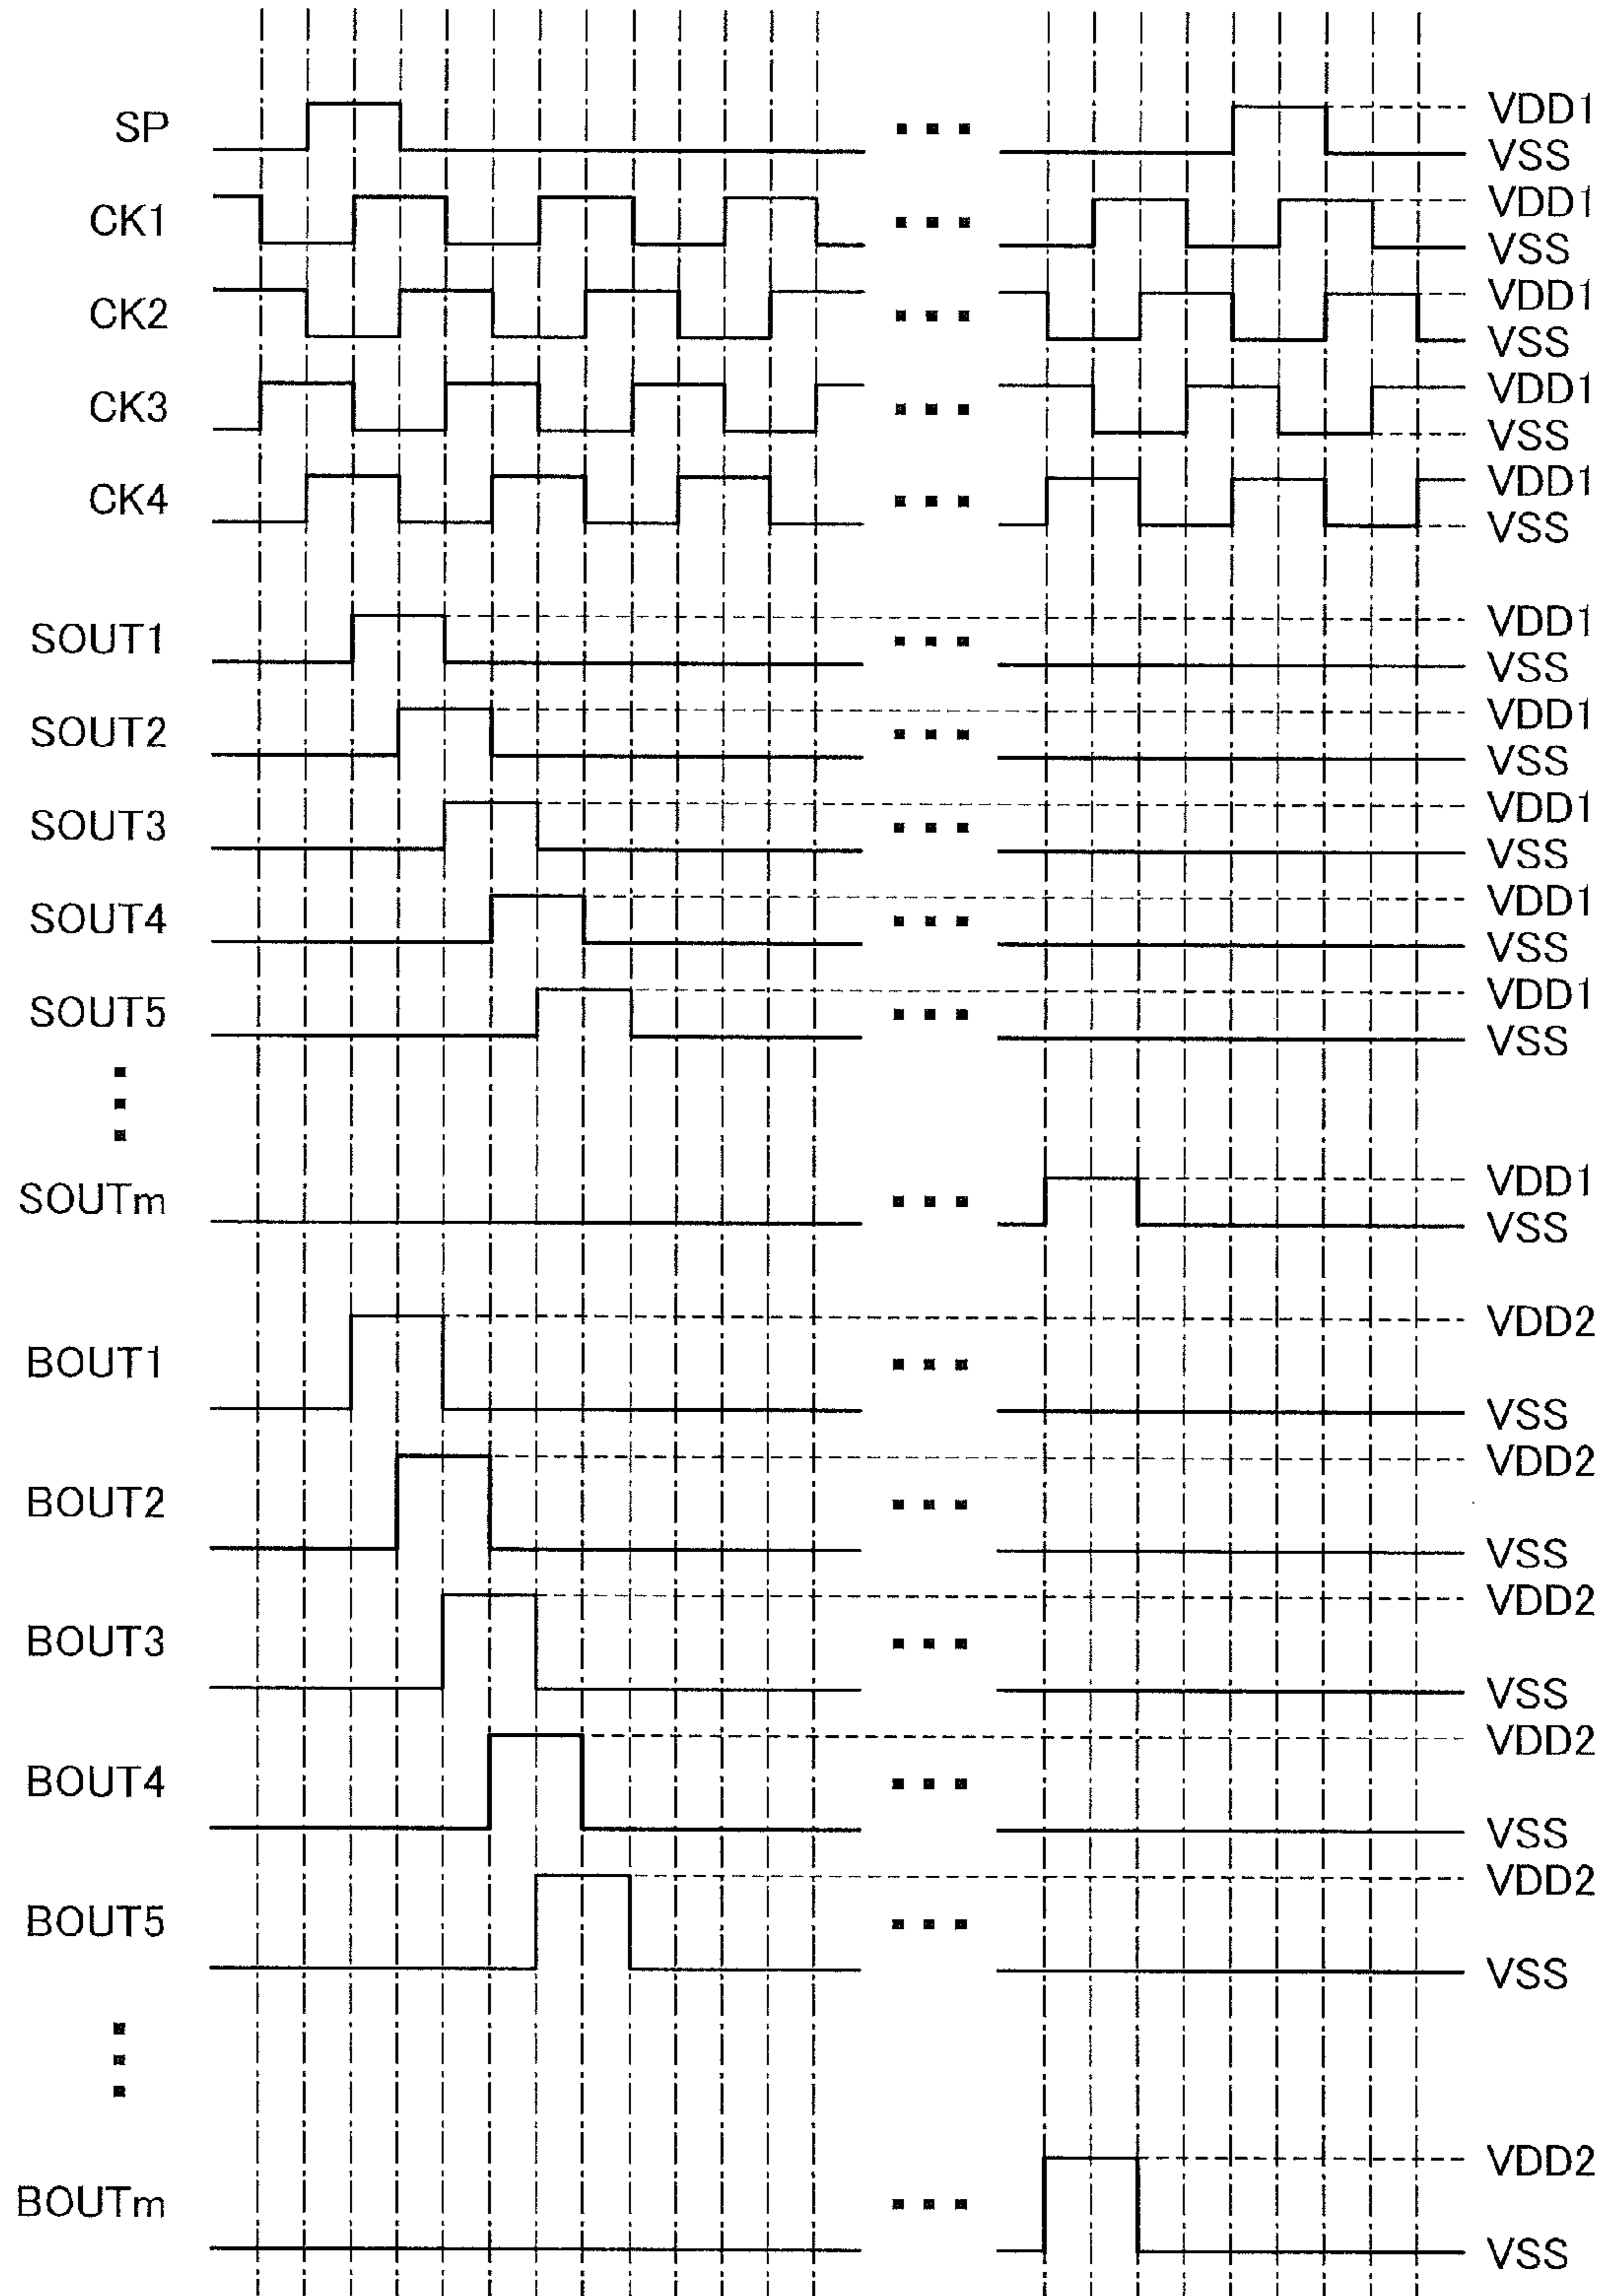 SP
VDD1
VSS
CK1
VDD1
VSS
CK2
VDD1
VSS
CK3
VDD1
VSS
CK4
VDD1
VSS
SOUT1
VDD1
VSS
SOUT2
VDD1
VSS
SOUT3
VDD1
VSS
SOUT4
VDD1
VSS
SOUT5
VDD1
VSS
SOUTm
VDD1
VSS
BOUT1
VDD2
VSS
BOUT2
VDD2
VSS
BOUT3
VDD2
VSS
BOUT4
VDD2
VSS
BOUT5
VDD2
VSS
BOUTm
VDD2
VSS